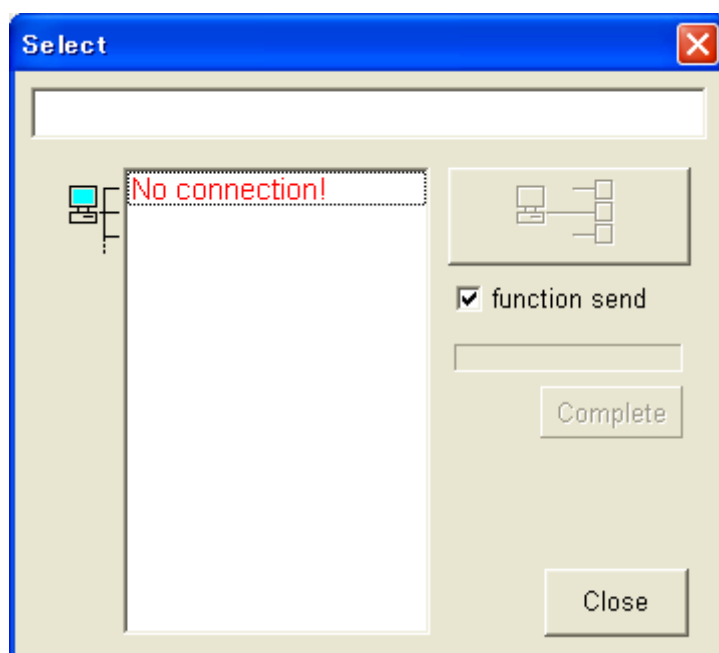 Select
No connection!
function send
Complete
Close